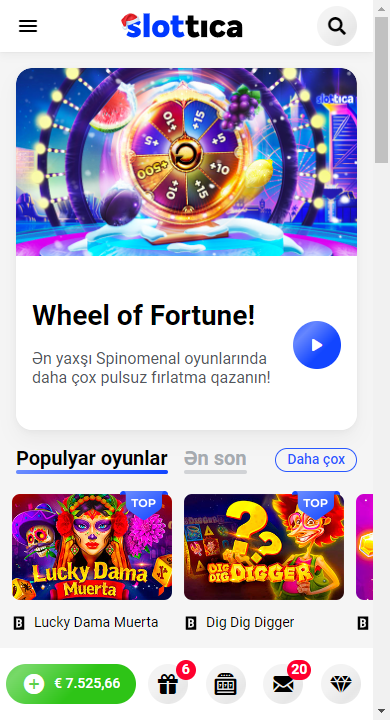 slottica
slottica
+10
+15
+5
+5
+500
+10
+15
Wheel of Fortune!
Ən yaxşı Spinomenal oyunlarında
daha çox pulsuz fırlatma qazanın!
Populyar oyunlar
Ən son
Daha çox
TOP
Lucky Dama
Muerta
TOP
DIG DIG DIGGER
B Lucky Dama Muerta
B Dig Dig Digger
B
€ 7.525,66
6
20